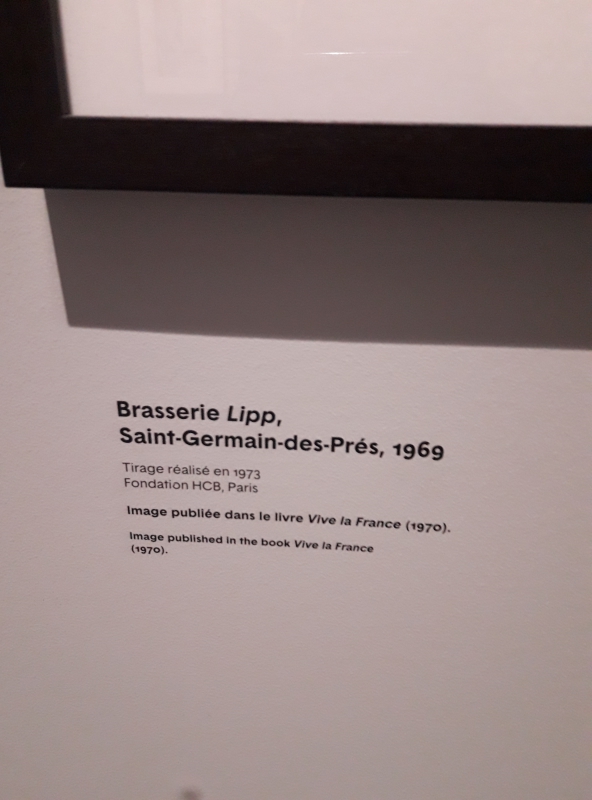 Brasserie Lipp,
Saint-Germain-des-Prés, 1969
Tirage réalisé en 1973
Fondation HCB, Paris
Image publiée dans le livre Vive la France (1970).
Image published in the book Vive la France
(1970).